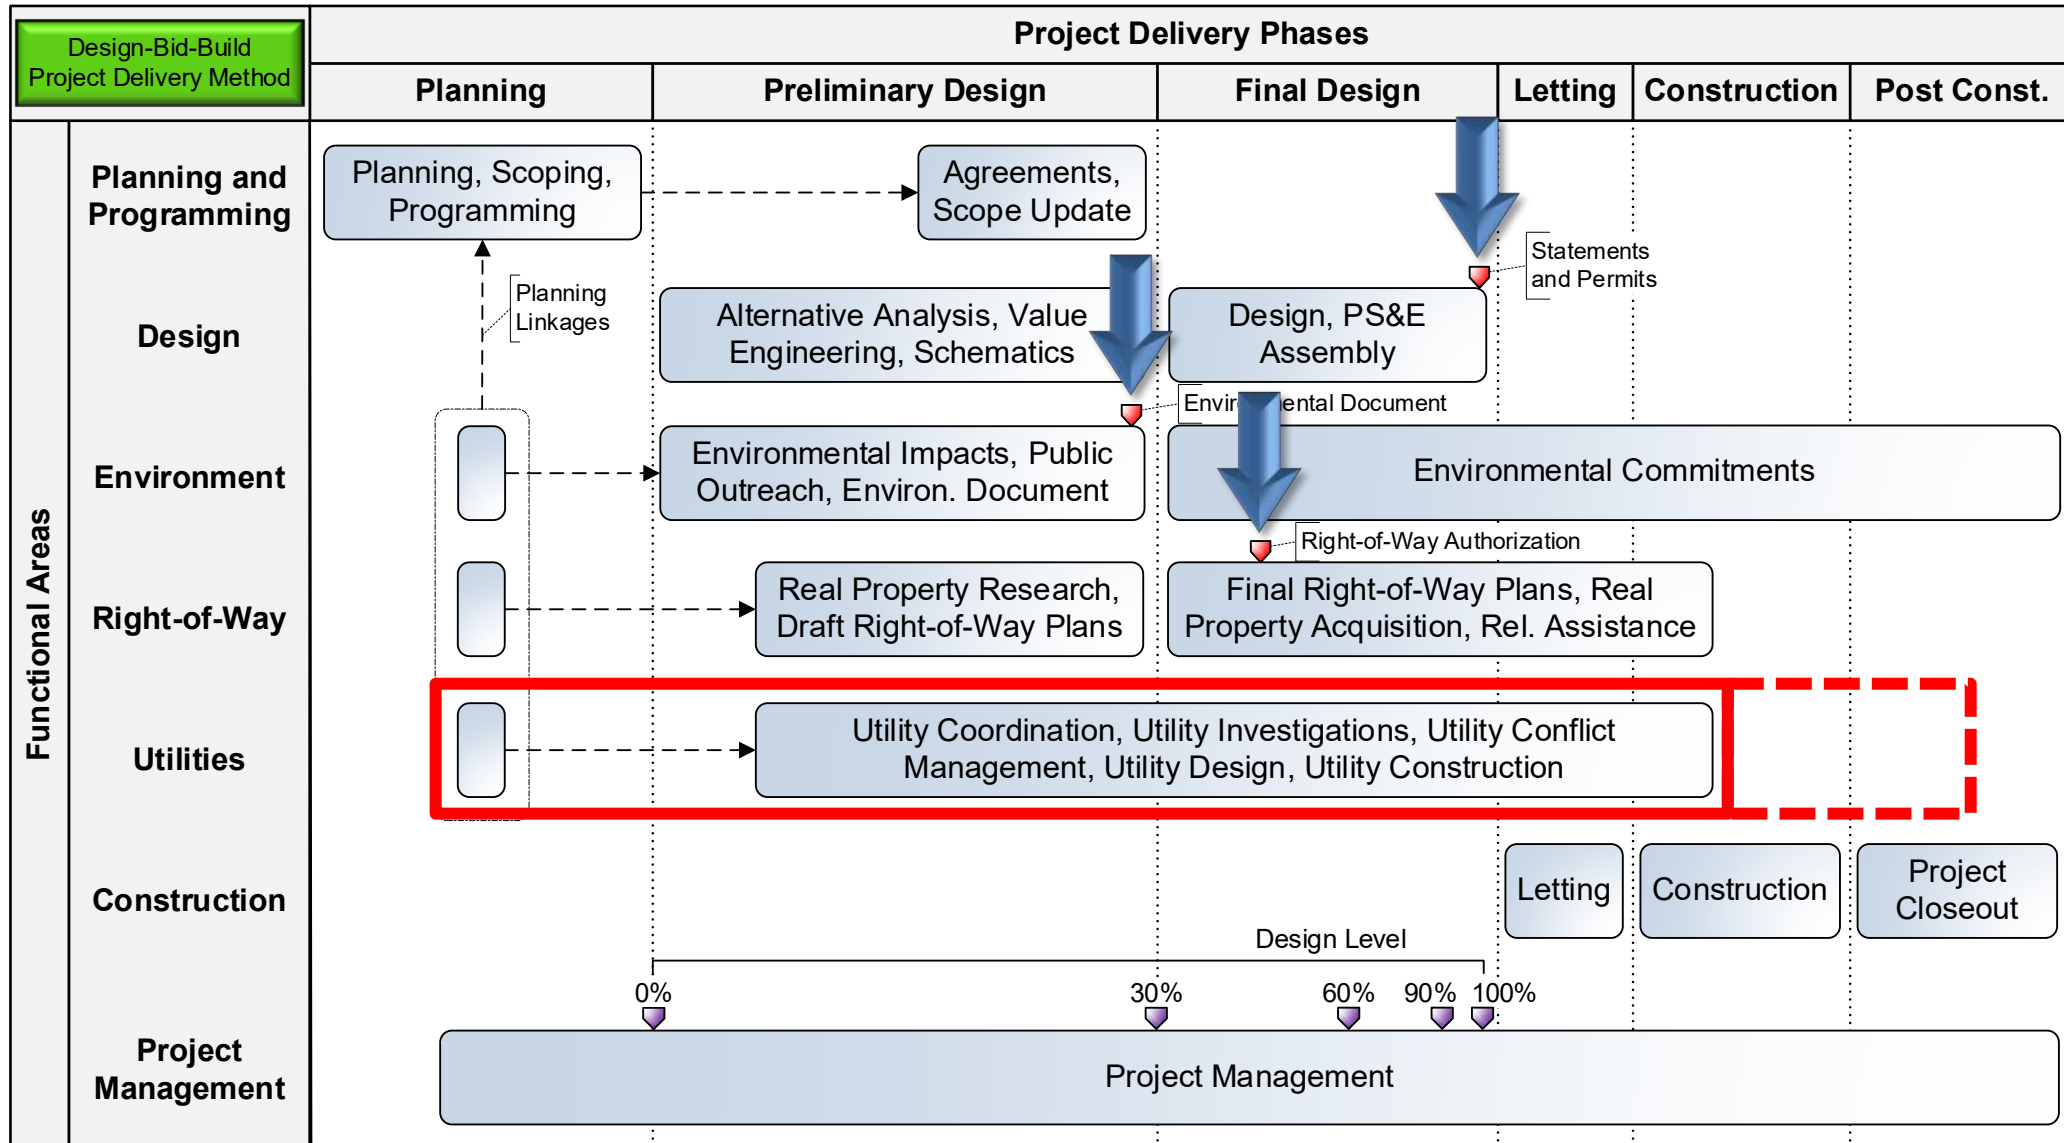 Design-Bid-Build
Project Delivery Method
Project Delivery Phases
Planning
Preliminary Design
Final Design
Letting
Construction
Post Const.
Functional Areas
Planning and
Programming
Planning, Scoping,
Programming
Agreements,
Scope Update
Statements
and Permits
Planning
Linkages
Design
Alternative Analysis, Value
Engineering, Schematics
Design, PS&E
Assembly
Document
Environment
Environmental Impacts, Public
Outreach, Environ. Document
Environmental Commitments
Right-of-Way Authorization
Right-of-Way
Real Property Research,
Draft Right-of-Way Plans
Final Right-of-Way Plans, Real
Property Acquisition, Rel. Assistance
Utilities
Utility Coordination, Utility Investigations, Utility Conflict
Management, Utility Design, Utility Construction
Construction
Letting
Construction
Project
Closeout
Design Level
0%
30%
60%
90%
100%
Project
Management
Project Management